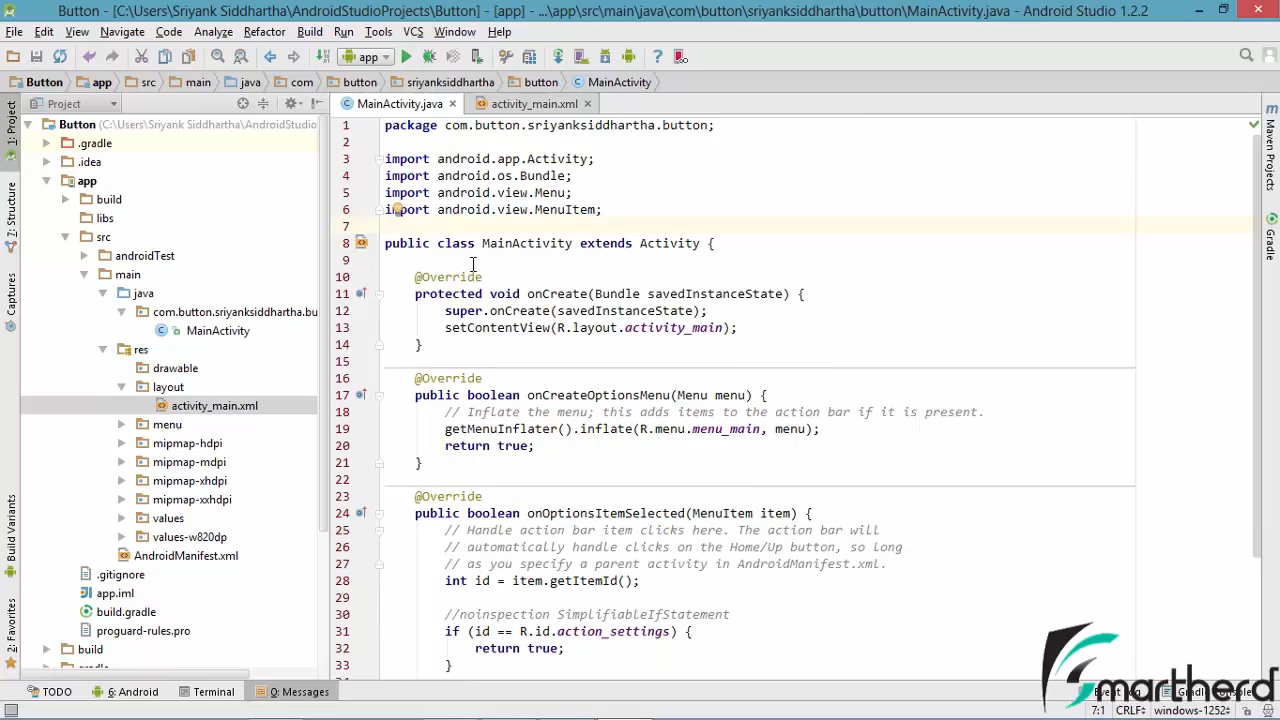 Button - [C:\Users\Sriyank Siddhartha\AndroidStudioProjects\Button] - [app] - ...\app\src\main\java\com\button\sriyanksiddhartha\button\MainActivity.java - Android Studio 1.2.2
File Edit View Navigate Code Analyze Refactor Build Run Tools VCS Window Help
app
Button app src main java com button sriyanksiddhartha button MainActivity
Project
MainActivity.java
activity_main.xml
1: Project
7: Structure
Captures
Build Variants
2: Favorites
Maven
Gradle
Button (C:\Users\Sriyank Siddhartha\AndroidStudio
.gradle
.idea
app
build
libs
src
androidTest
main
java
com.button.sriyanksiddhartha.bu
MainActivity
res
drawable
layout
activity_main.xml
menu
mipmap-hdpi
mipmap-mdpi
mipmap-xhdpi
mipmap-xxhdpi
values
values-w820dp
AndroidManifest.xml
.gitignore
app.iml
build.gradle
proguard-rules.pro
build
1 package com.button.sriyanksiddhartha.button;
2
3 import android.app.Activity;
4 import android.os.Bundle;
5 import android.view.Menu;
6 import android.view.MenuItem;
7
8 public class MainActivity extends Activity {
9
10 @Override
11 protected void onCreate(Bundle savedInstanceState) {
12 super.onCreate(savedInstanceState);
13 setContentView(R.layout.activity_main);
14 }
15
16 @Override
17 public boolean onCreateOptionsMenu(Menu menu) {
18 // Inflate the menu; this adds items to the action bar if it is present.
19 getMenuInflater().inflate(R.menu.menu_main, menu);
20 return true;
21 }
22
23 @Override
24 public boolean onOptionsItemSelected(MenuItem item) {
25 // Handle action bar item clicks here. The action bar will
26 // automatically handle clicks on the Home/Up button, so long
27 // as you specify a parent activity in AndroidManifest.xml.
28 int id = item.getItemId();
29
30 //noinspection SimplifiableIfStatement
31 if (id == R.id.action_settings) {
32 return true;
33 }
TODO 6: Android Terminal 0: Messages
Smartherd
7:1 CRLF windows-1252